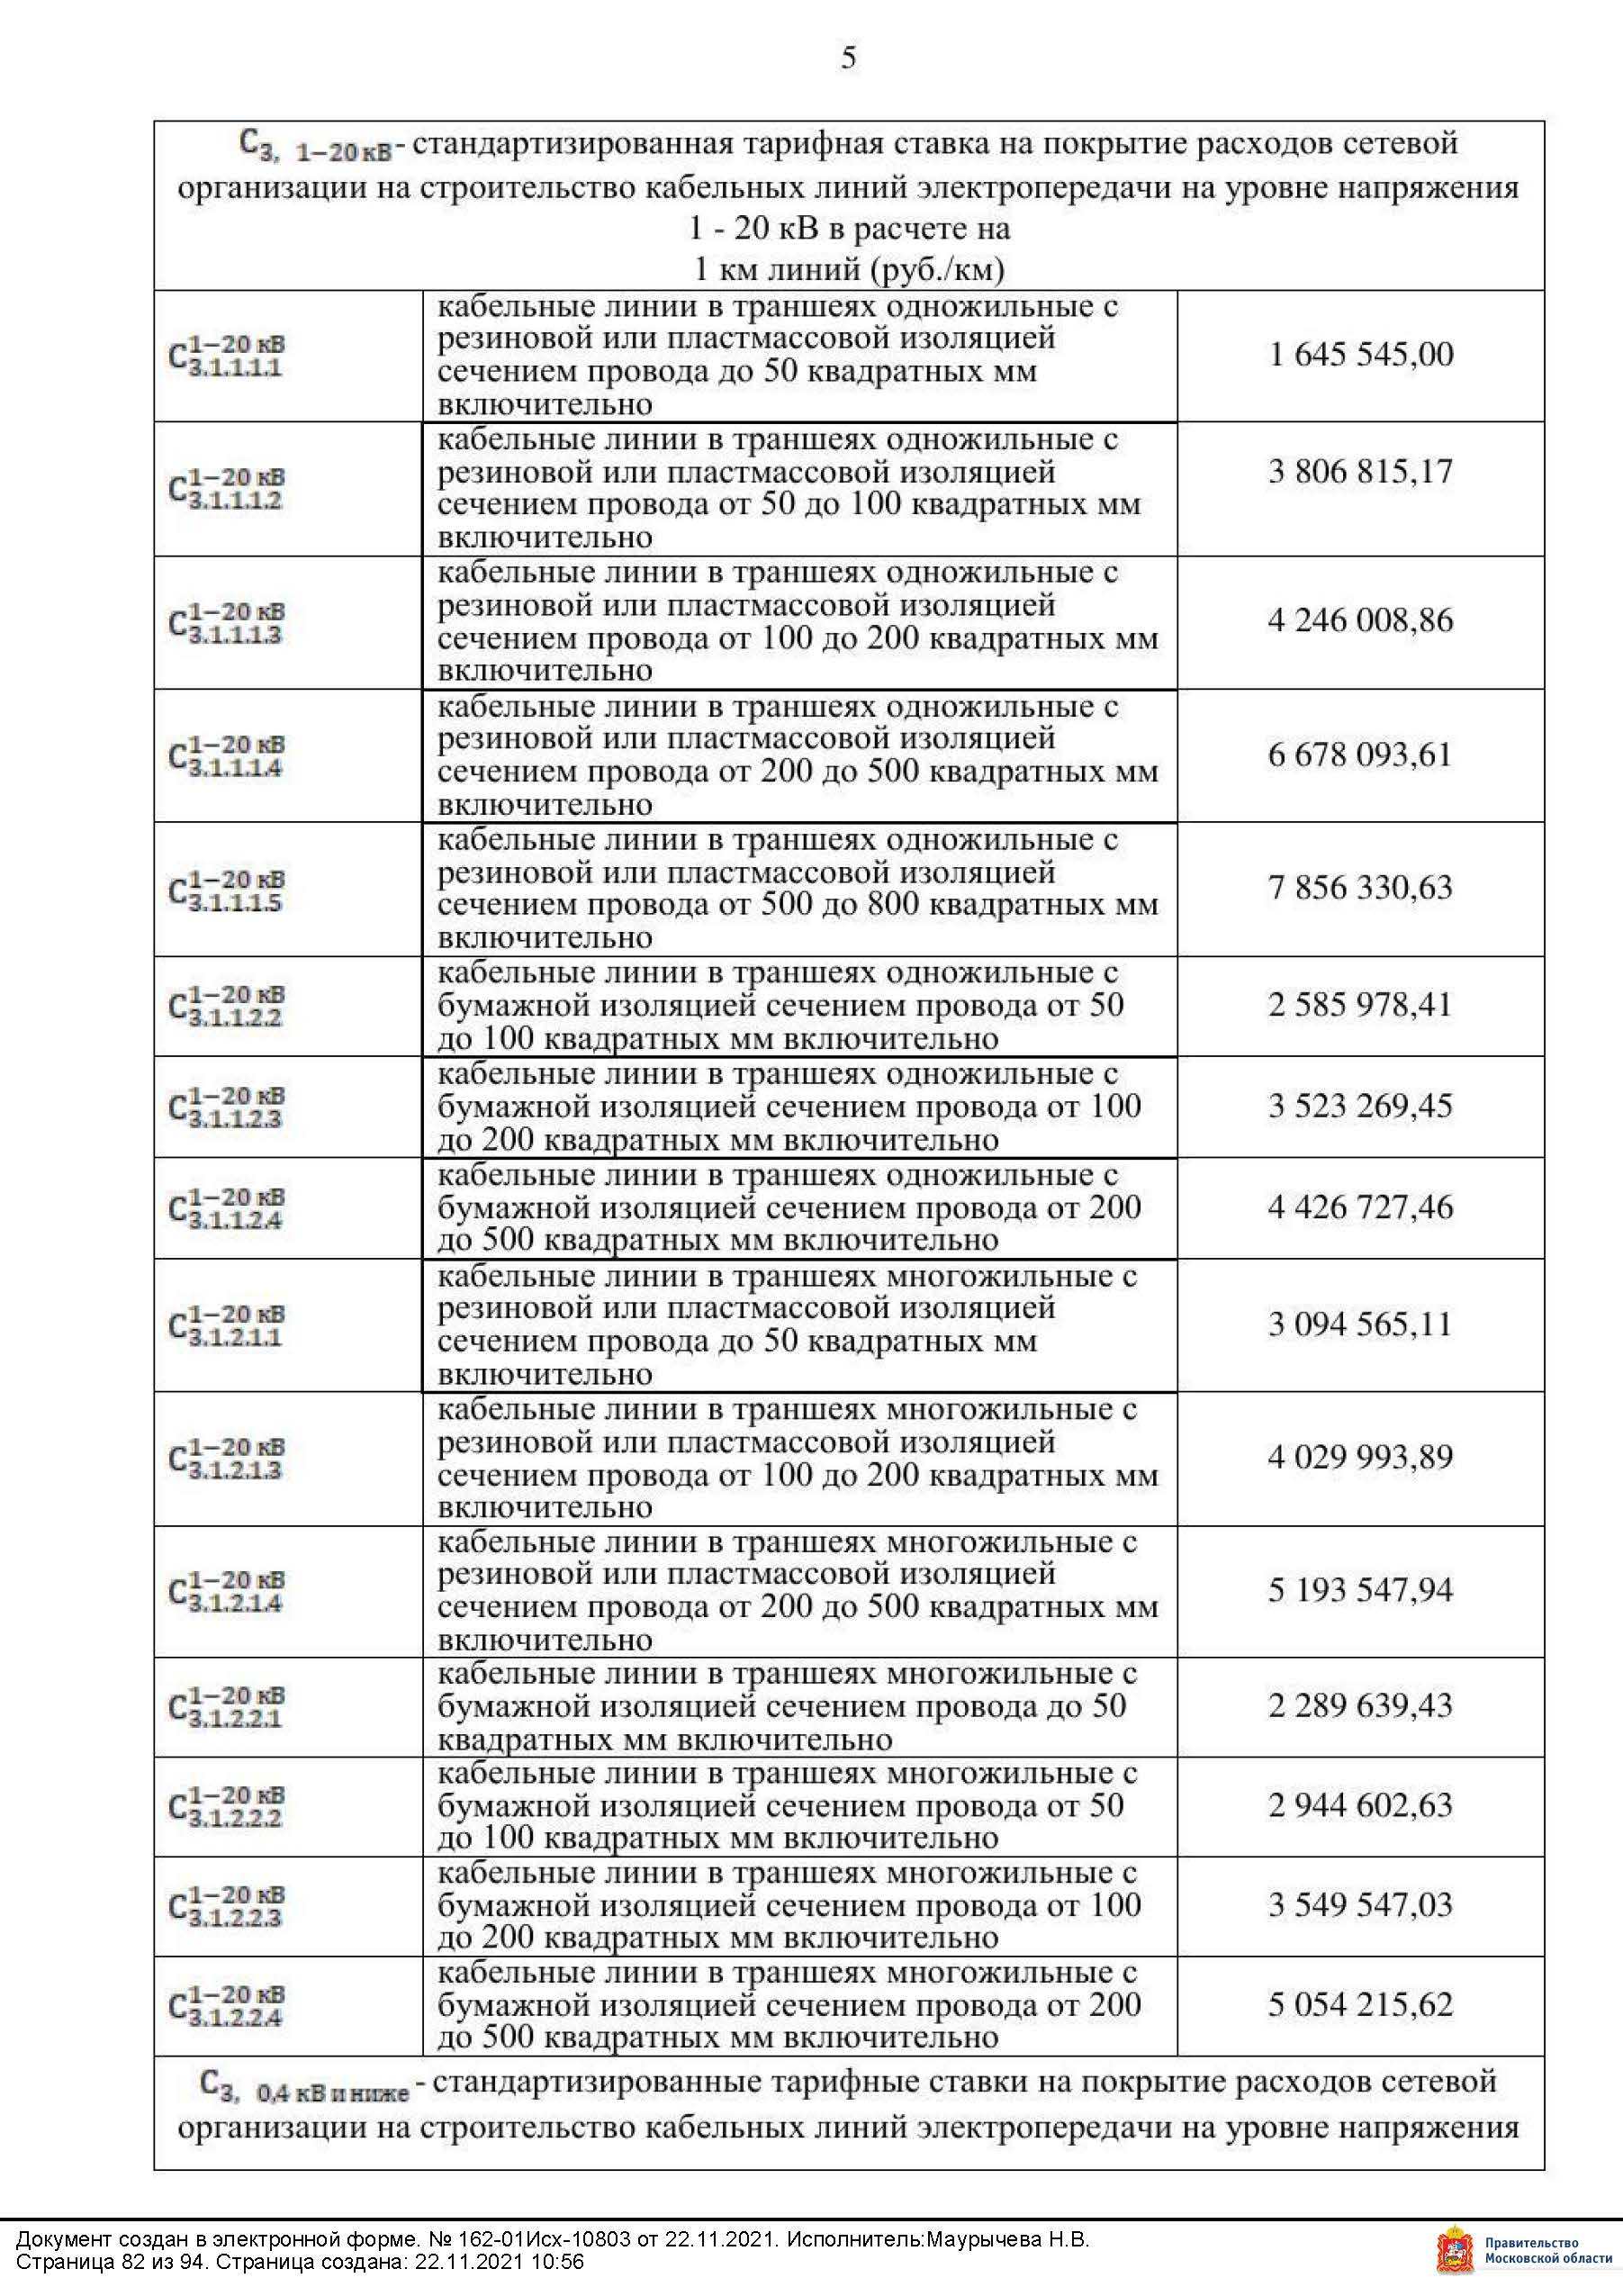 5
C3, 1–20 кВ - стандартизированная тарифная ставка на покрытие расходов сетевой
организации на строительство кабельных линий электропередачи на уровне напряжения
1 - 20 кВ в расчете на
1 км линий (руб./км)
C 1–20 кВ 3.1.1.1.1
кабельные линии в траншеях одножильные с
резиновой или пластмассовой изоляцией
сечением провода до 50 квадратных мм
включительно
1 645 545,00
C 1–20 кВ 3.1.1.1.2
кабельные линии в траншеях одножильные с
резиновой или пластмассовой изоляцией
сечением провода от 50 до 100 квадратных мм
включительно
3 806 815,17
C 1–20 кВ 3.1.1.1.3
кабельные линии в траншеях одножильные с
резиновой или пластмассовой изоляцией
сечением провода от 100 до 200 квадратных мм
включительно
4 246 008,86
C 1–20 кВ 3.1.1.1.4
кабельные линии в траншеях одножильные с
резиновой или пластмассовой изоляцией
сечением провода от 200 до 500 квадратных мм
включительно
6 678 093,61
C 1–20 кВ 3.1.1.1.5
кабельные линии в траншеях одножильные с
резиновой или пластмассовой изоляцией
сечением провода от 500 до 800 квадратных мм
включительно
7 856 330,63
C 1–20 кВ 3.1.1.2.2
кабельные линии в траншеях одножильные с
бумажной изоляцией сечением провода от 50
до 100 квадратных мм включительно
2 585 978,41
C 1–20 кВ 3.1.1.2.3
кабельные линии в траншеях одножильные с
бумажной изоляцией сечением провода от 100
до 200 квадратных мм включительно
3 523 269,45
C 1–20 кВ 3.1.1.2.4
кабельные линии в траншеях одножильные с
бумажной изоляцией сечением провода от 200
до 500 квадратных мм включительно
4 426 727,46
C 1–20 кВ 3.1.2.1.1
кабельные линии в траншеях многожильные с
резиновой или пластмассовой изоляцией
сечением провода до 50 квадратных мм
включительно
3 094 565,11
C 1–20 кВ 3.1.2.1.3
кабельные линии в траншеях многожильные с
резиновой или пластмассовой изоляцией
сечением провода от 100 до 200 квадратных мм
включительно
4 029 993,89
C 1–20 кВ 3.1.2.1.4
кабельные линии в траншеях многожильные с
резиновой или пластмассовой изоляцией
сечением провода от 200 до 500 квадратных мм
включительно
5 193 547,94
C 1–20 кВ 3.1.2.2.1
кабельные линии в траншеях многожильные с
бумажной изоляцией сечением провода до 50
квадратных мм включительно
2 289 639,43
C 1–20 кВ 3.1.2.2.2
кабельные линии в траншеях многожильные с
бумажной изоляцией сечением провода от 50
до 100 квадратных мм включительно
2 944 602,63
C 1–20 кВ 3.1.2.2.3
кабельные линии в траншеях многожильные с
бумажной изоляцией сечением провода от 100
до 200 квадратных мм включительно
3 549 547,03
C 1–20 кВ 3.1.2.2.4
кабельные линии в траншеях многожильные с
бумажной изоляцией сечением провода от 200
до 500 квадратных мм включительно
5 054 215,62
C3, 0,4 кВ и ниже - стандартизированные тарифные ставки на покрытие расходов сетевой
организации на строительство кабельных линий электропередачи на уровне напряжения
Документ создан в электронной форме. № 162-01Исх-10803 от 22.11.2021. Исполнитель:Маурычева Н.В.
Страница 82 из 94. Страница создана: 22.11.2021 10:56
Правительство
Московской области